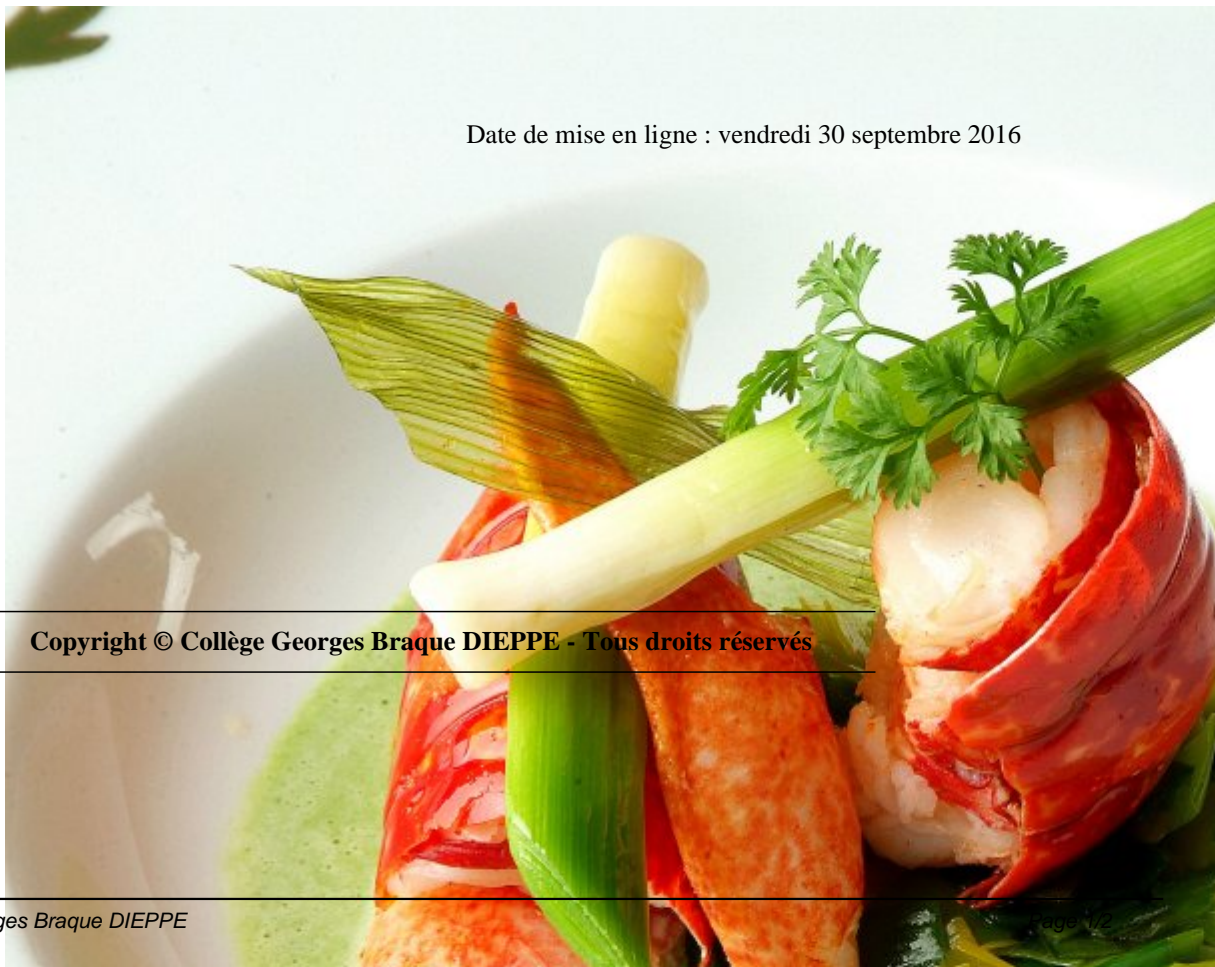 Date de mise en ligne : vendredi 30 septembre 2016
Copyright © Collège Georges Braque DIEPPE - Tous droits réservés
ges Braque DIEPPE
Page 1/2